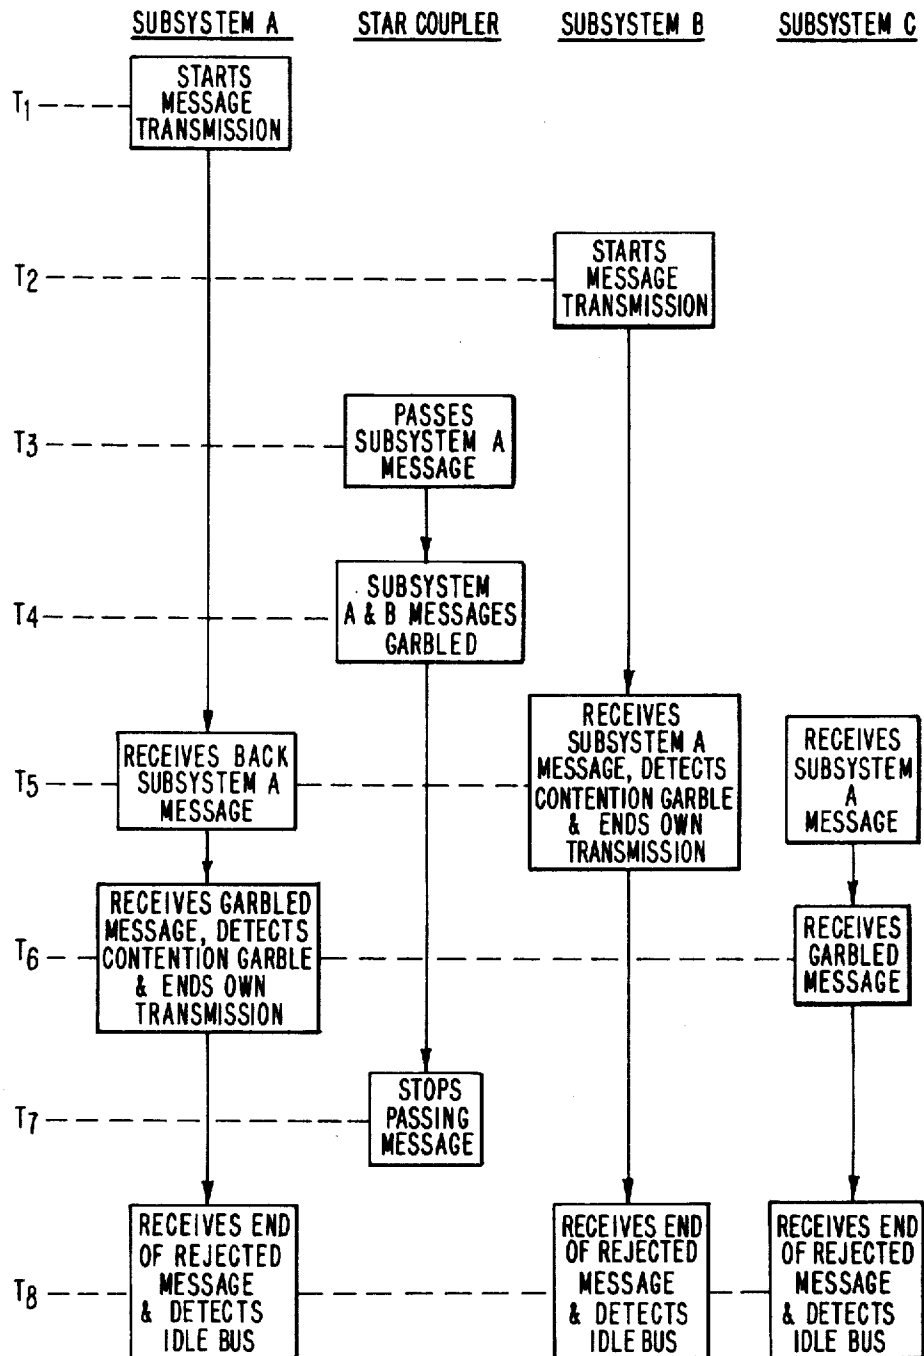 SUBSYSTEM A STAR COUPLER SUBSYSTEM B SUBSYSTEM C
T1
STARTS
MESSAGE
TRANSMISSION
T2
STARTS
MESSAGE
TRANSMISSION
T3
PASSES
SUBSYSTEM A
MESSAGE
T4
SUBSYSTEM
A & B MESSAGES
GARBLED
T5
RECEIVES BACK
SUBSYSTEM A
MESSAGE
RECEIVES
SUBSYSTEM A
MESSAGE, DETECTS
CONTENTION GARBLE
& ENDS OWN
TRANSMISSION
RECEIVES
SUBSYSTEM
A
MESSAGE
T6
RECEIVES GARBLED
MESSAGE, DETECTS
CONTENTION GARBLE
& ENDS OWN
TRANSMISSION
RECEIVES
GARBLED
MESSAGE
T7
STOPS
PASSING
MESSAGE
T8
RECEIVES END
OF REJECTED
MESSAGE
& DETECTS
IDLE BUS
RECEIVES END
OF REJECTED
MESSAGE
& DETECTS
IDLE BUS
RECEIVES END
OF REJECTED
MESSAGE
& DETECTS
IDLE BUS